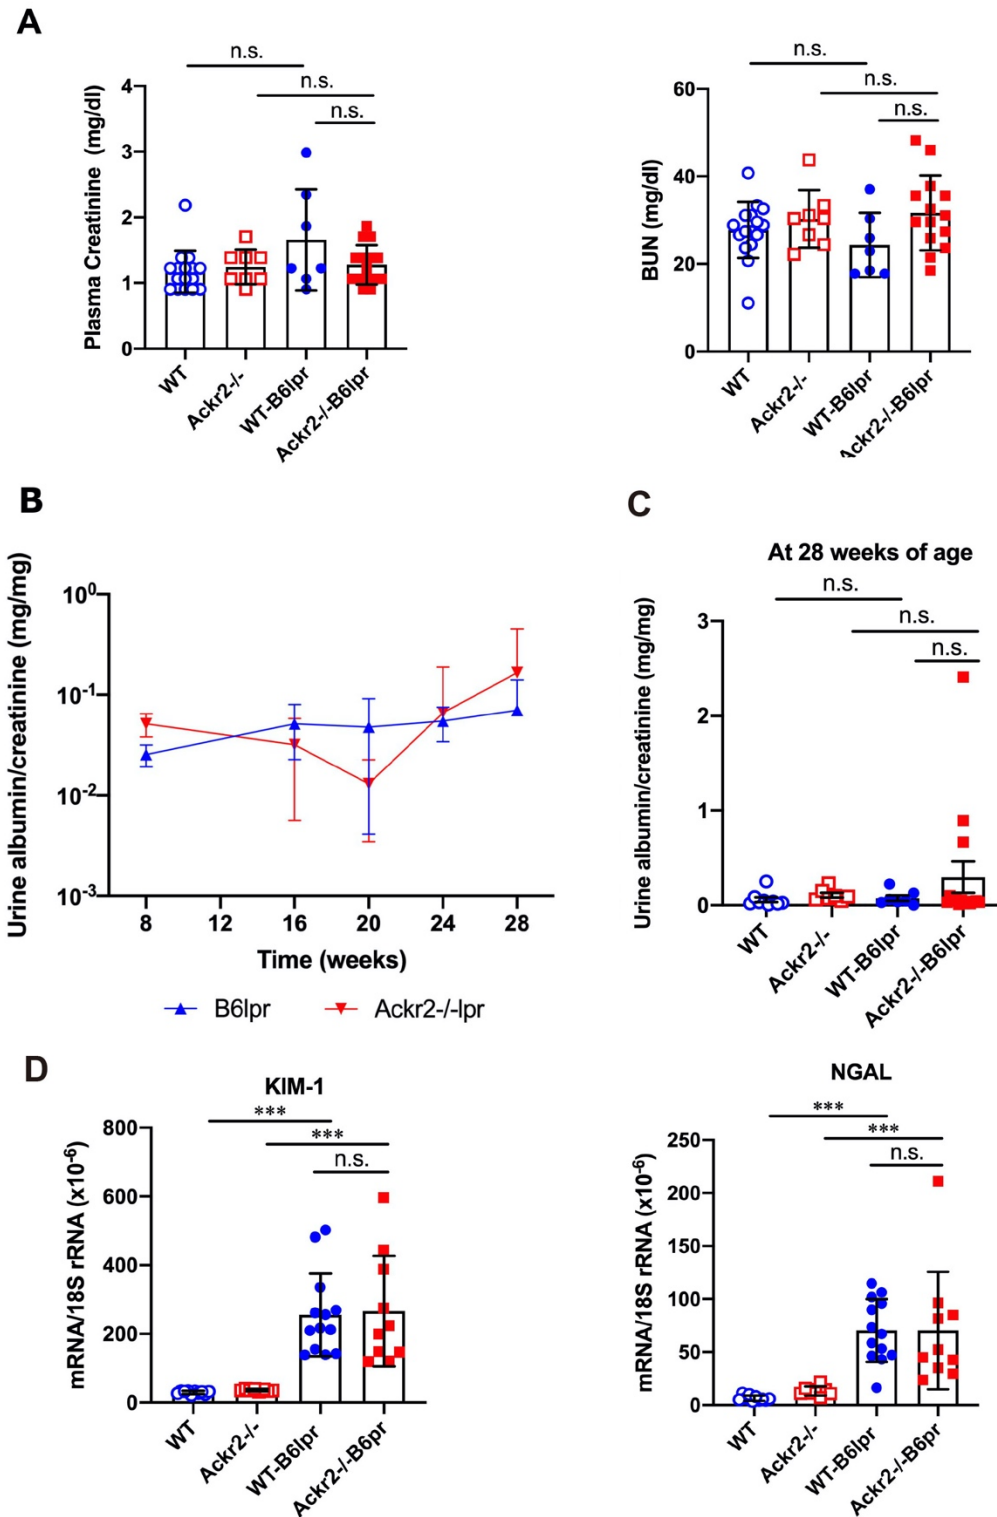 A
n.s.
n.s.
n.s.
Plasma Creatinine (mg/dl)
4
3
2
1
0
WT
Ackr2-/-
WT-B6lpr
Ackr2-/-B6lpr
n.s.
n.s.
n.s.
BUN (mg/dl)
60
40
20
0
WT
Ackr2-/-
WT-B6lpr
Ackr2-/-B6lpr
B
Urine albumin/creatinine (mg/mg)
10⁰
10⁻¹
10⁻²
10⁻³
8
12
16
20
24
28
Time (weeks)
B6lpr
Ackr2-/-lpr
C
At 28 weeks of age
n.s.
n.s.
n.s.
Urine albumin/creatinine (mg/mg)
3
2
1
0
WT
Ackr2-/-
WT-B6lpr
Ackr2-/-B6lpr
D
KIM-1
***
***
n.s.
mRNA/18S rRNA (x10⁻⁶)
800
600
400
200
0
WT
Ackr2-/-
WT-B6lpr
Ackr2-/-B6pr
NGAL
***
***
n.s.
mRNA/18S rRNA (x10⁻⁶)
250
200
150
100
50
0
WT
Ackr2-/-
WT-B6lpr
Ackr2-/-B6pr